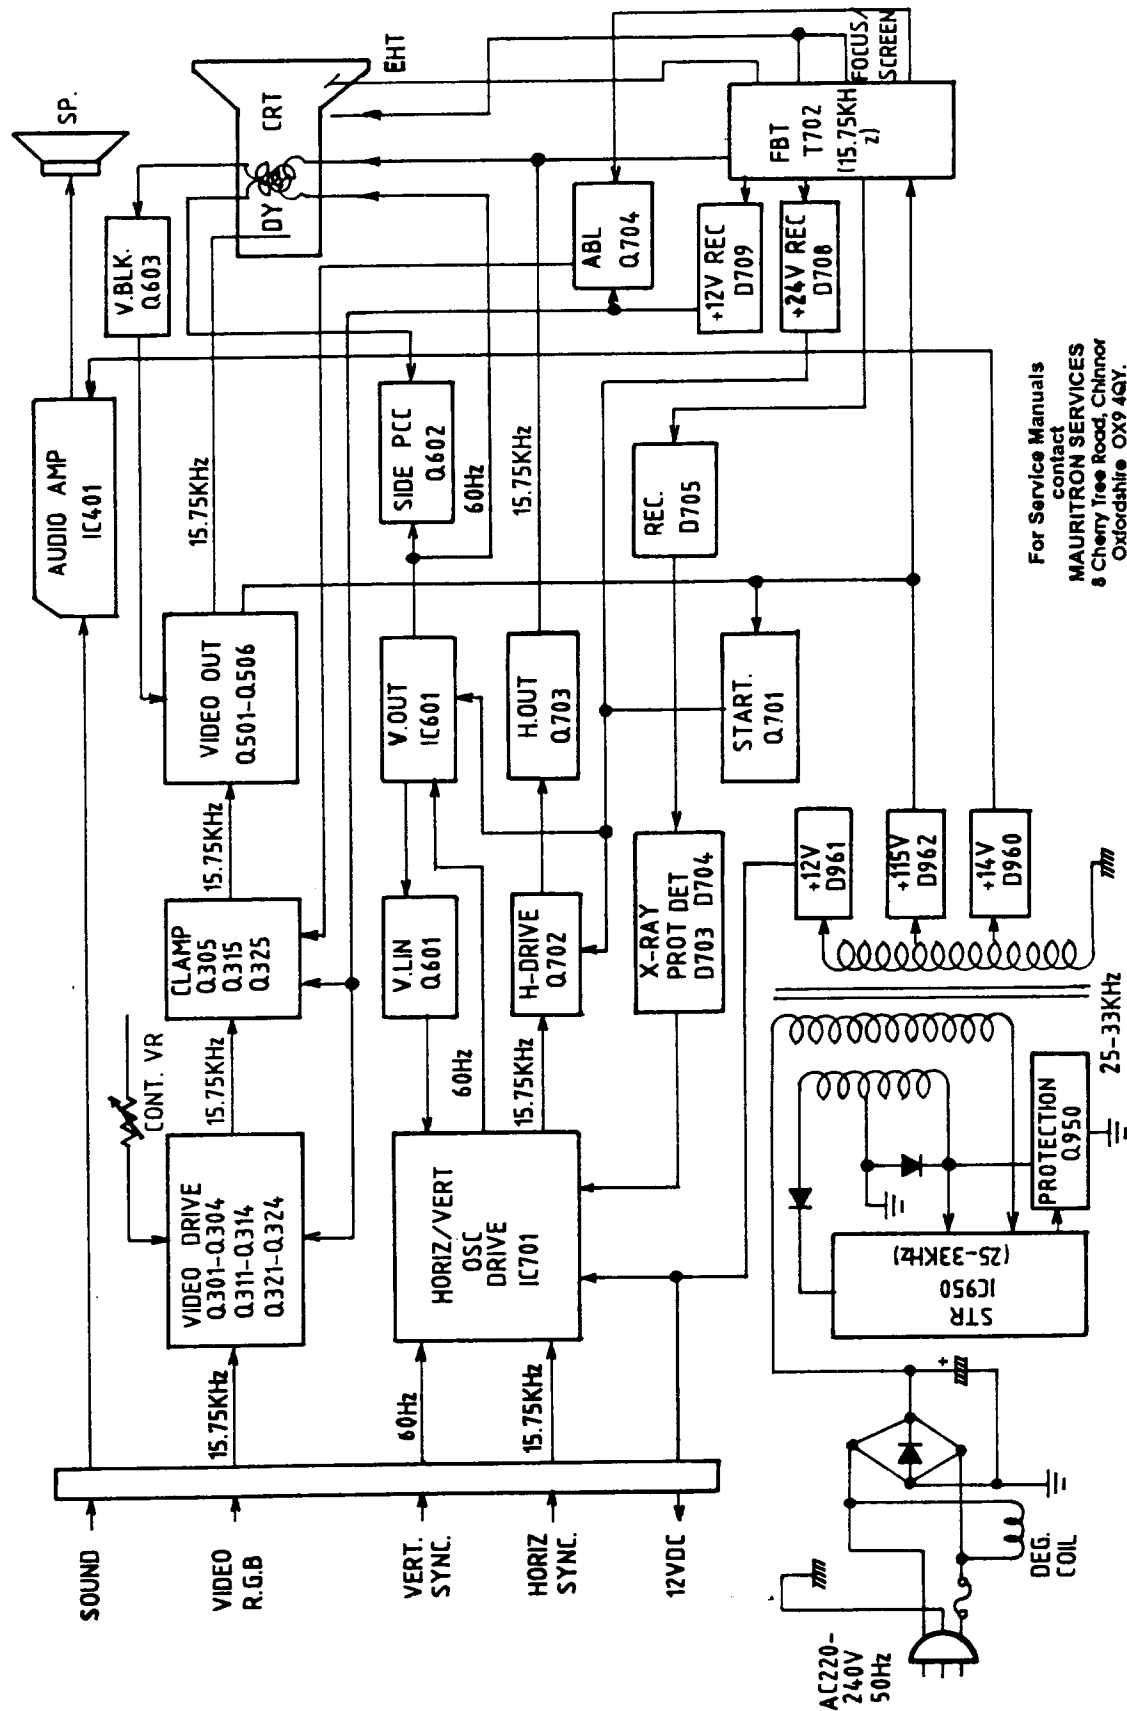 SOUND
VIDEO
R.G.B
VERT.
SYNC.
HORIZ
SYNC.
12VDC
AC220-
240V
50Hz
DEG.
COIL
15.75KHz
60Hz
15.75KHz
VIDEO DRIVE
Q301-Q304
Q311-Q314
Q321-Q324
CONT. VR
15.75KHz
CLAMP
Q305
Q315
Q325
15.75KHz
VIDEO OUT
Q501-Q506
15.75KHz
AUDIO AMP
IC401
SP.
V.BLK.
Q603
DY
CRT
EHT
HORIZ/VERT
OSC
DRIVE
IC701
60Hz
15.75KHz
V.LIN
Q601
V.OUT
IC601
SIDE PCC
Q602
60Hz
H-DRIVE
Q702
H.OUT
Q703
15.75KHz
X-RAY
PROT DET
D703 D704
REC.
D705
START.
Q701
ABL
Q704
+12V REC
D709
+24V REC
D708
FBT
T702
(15.75KH
z)
FOCUS/
SCREEN
+12V
D961
+115V
D962
+14V
D960
STR
IC950
(25-33KHz)
PROTECTION
Q950
25-33KHz
+
For Service Manuals
contact
MAURITRON SERVICES
8 Cherry Tree Road, Chinnor
Oxfordshire OX9 4QY.